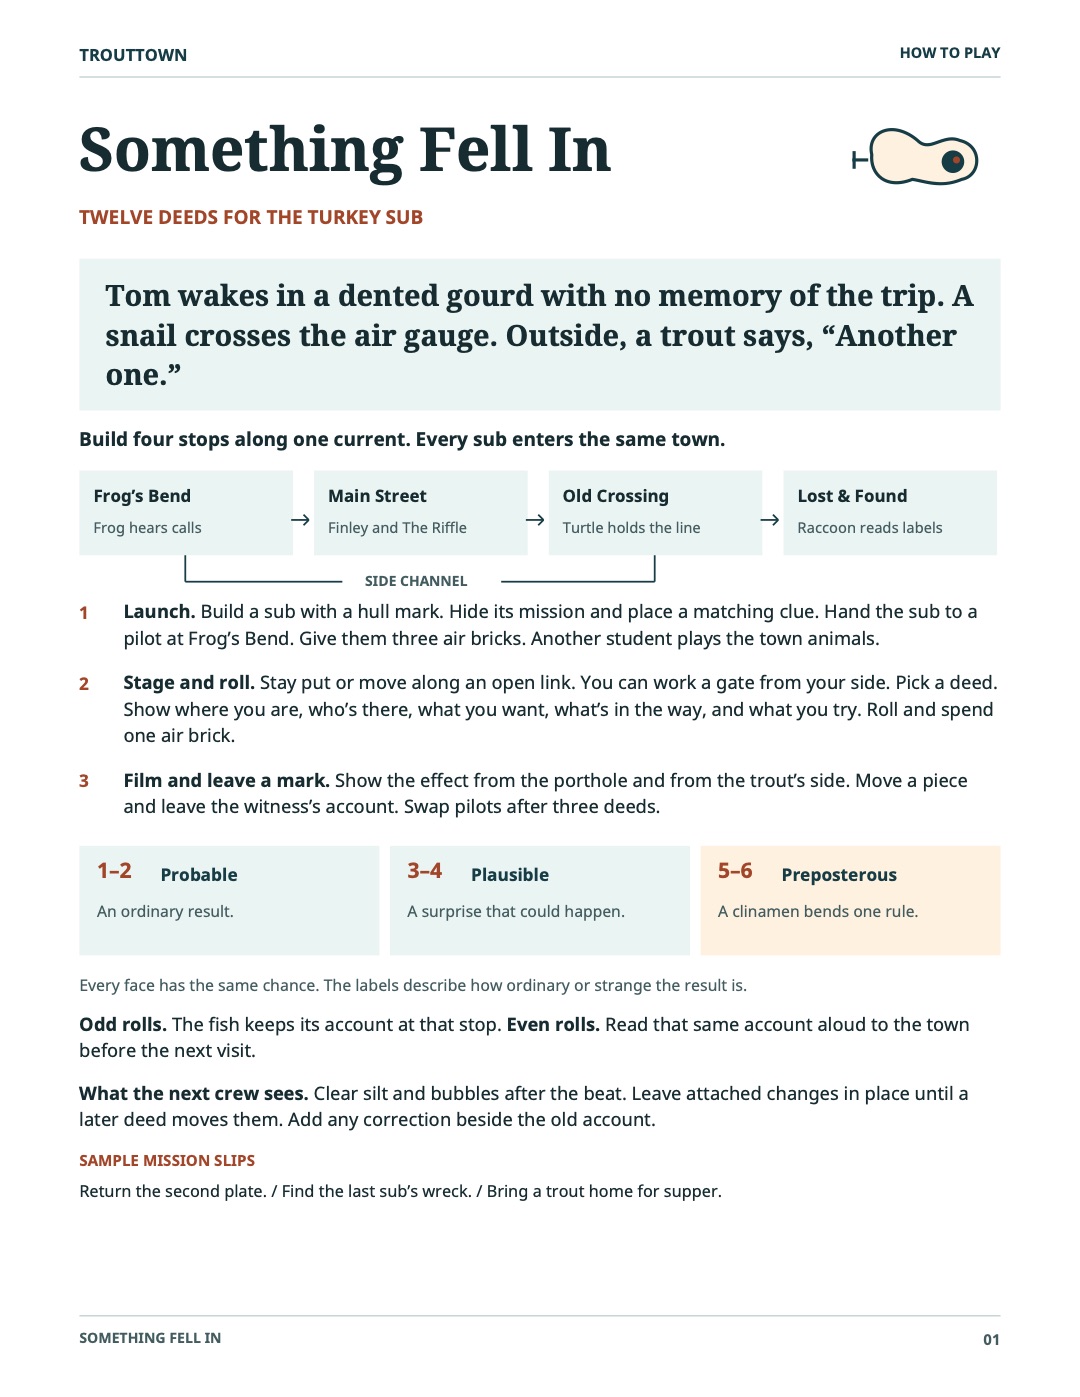 TROUTTOWN
HOW TO PLAY
Something Fell In
TWELVE DEEDS FOR THE TURKEY SUB
Tom wakes in a dented gourd with no memory of the trip. A
snail crosses the air gauge. Outside, a trout says, “Another
one.”
Build four stops along one current. Every sub enters the same town.
Frog’s Bend
Frog hears calls
→
Main Street
Finley and The Riffle
→
Old Crossing
Turtle holds the line
→
Lost & Found
Raccoon reads labels
SIDE CHANNEL
1 Launch. Build a sub with a hull mark. Hide its mission and place a matching clue. Hand the sub to a
pilot at Frog’s Bend. Give them three air bricks. Another student plays the town animals.
2 Stage and roll. Stay put or move along an open link. You can work a gate from your side. Pick a deed.
Show where you are, who’s there, what you want, what’s in the way, and what you try. Roll and spend
one air brick.
3 Film and leave a mark. Show the effect from the porthole and from the trout’s side. Move a piece
and leave the witness’s account. Swap pilots after three deeds.
1–2 Probable
An ordinary result.
3–4 Plausible
A surprise that could happen.
5–6 Preposterous
A clinamen bends one rule.
Every face has the same chance. The labels describe how ordinary or strange the result is.
Odd rolls. The fish keeps its account at that stop. Even rolls. Read that same account aloud to the town
before the next visit.
What the next crew sees. Clear silt and bubbles after the beat. Leave attached changes in place until a
later deed moves them. Add any correction beside the old account.
SAMPLE MISSION SLIPS
Return the second plate. / Find the last sub’s wreck. / Bring a trout home for supper.
SOMETHING FELL IN
01